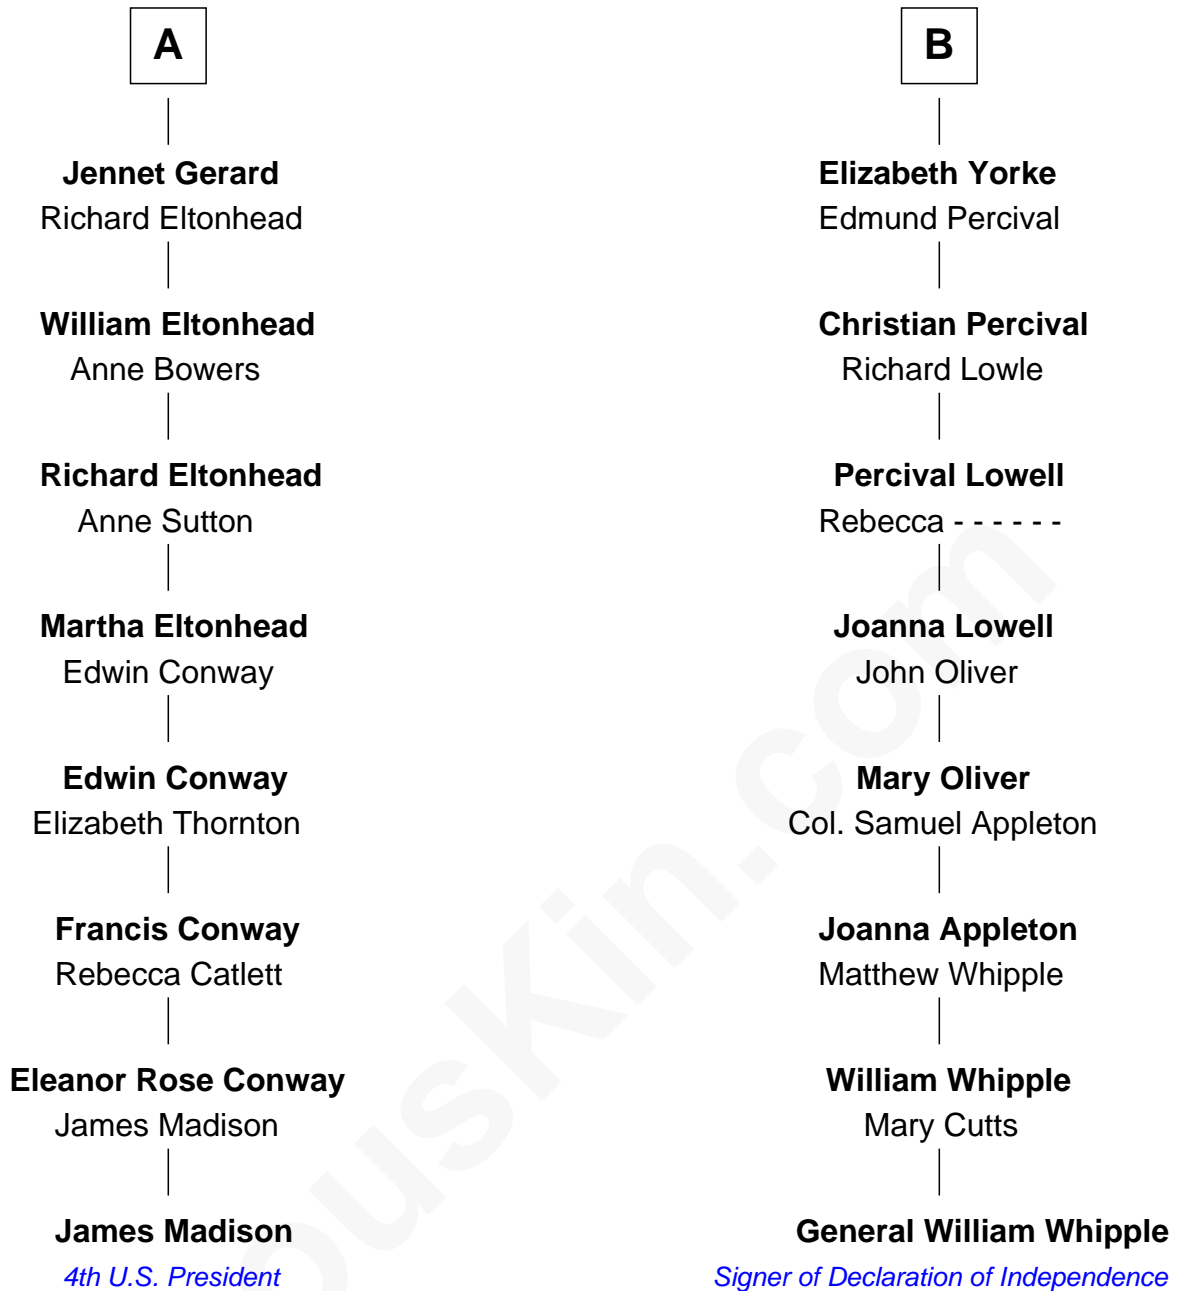 A
B
Jennet Gerard
Richard Eltonhead
Elizabeth Yorke
Edmund Percival
William Eltonhead
Anne Bowers
Christian Percival
Richard Lowle
Richard Eltonhead
Anne Sutton
Percival Lowell
Rebecca - - - - - -
Martha Eltonhead
Edwin Conway
Joanna Lowell
John Oliver
Edwin Conway
Elizabeth Thornton
Mary Oliver
Col. Samuel Appleton
Francis Conway
Rebecca Catlett
Joanna Appleton
Matthew Whipple
Eleanor Rose Conway
James Madison
William Whipple
Mary Cutts
James Madison
4th U.S. President
General William Whipple
Signer of Declaration of Independence
ousKin.com